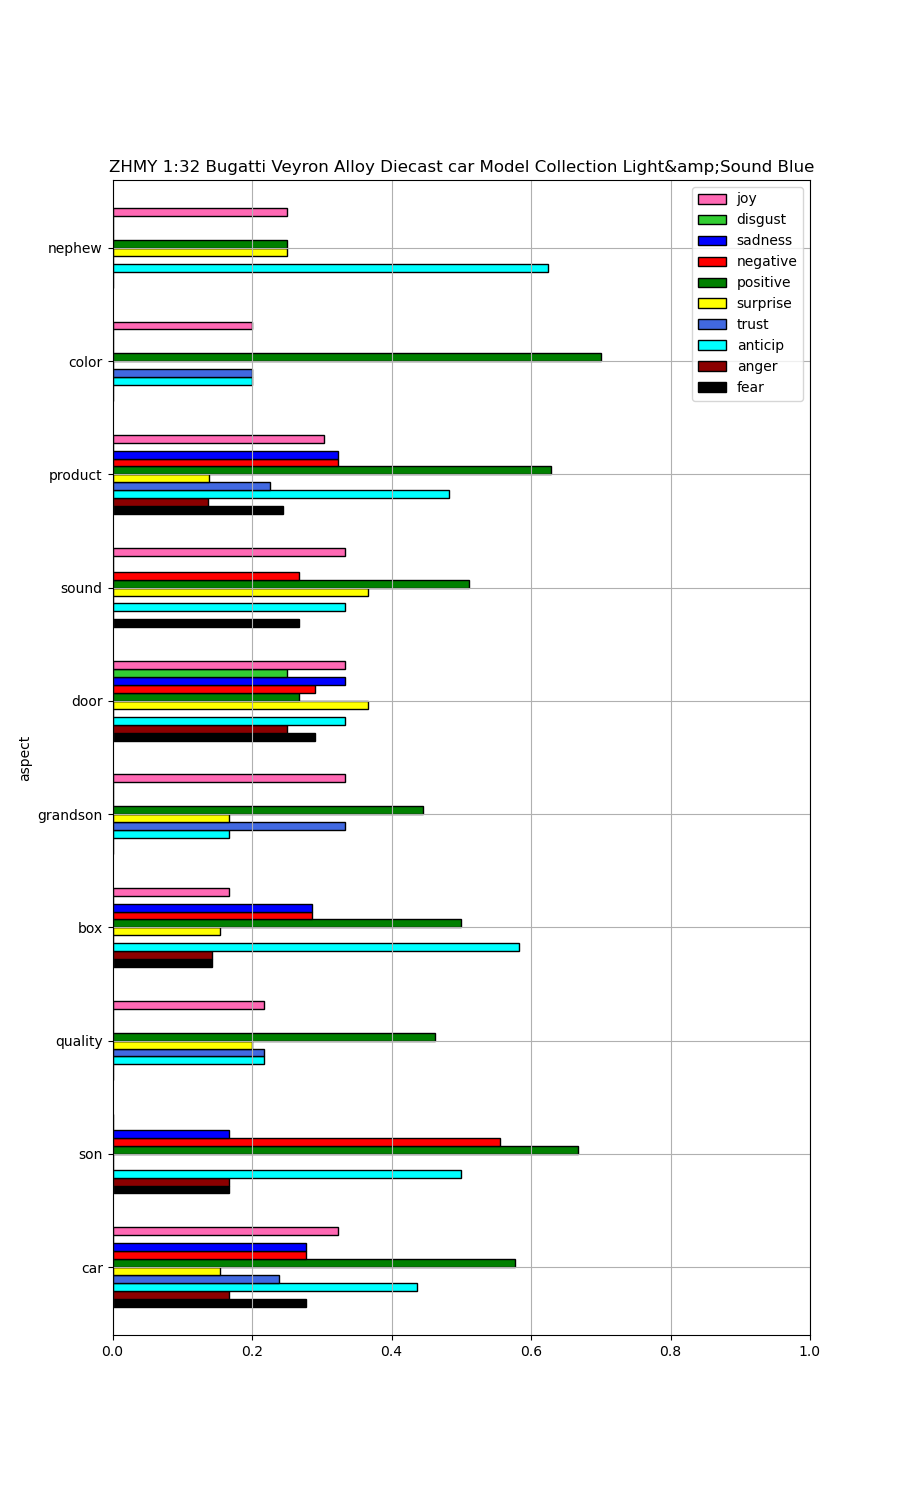 ZHMY 1:32 Bugatti Veyron Alloy Diecast car Model Collection Light&amp;Sound Blue
joy
disgust
sadness
negative
positive
surprise
trust
anticip
anger
fear
nephew
color
product
sound
door
grandson
box
quality
son
car
aspect
0.0 0.2 0.4 0.6 0.8 1.0